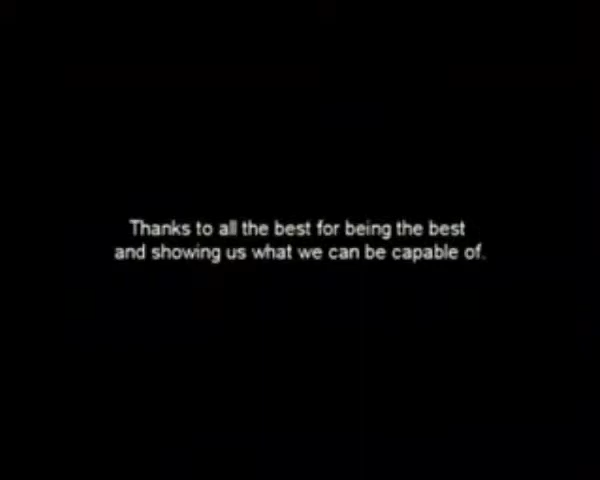 Thanks to all the best for being the best
and showing us what we can be capable of.